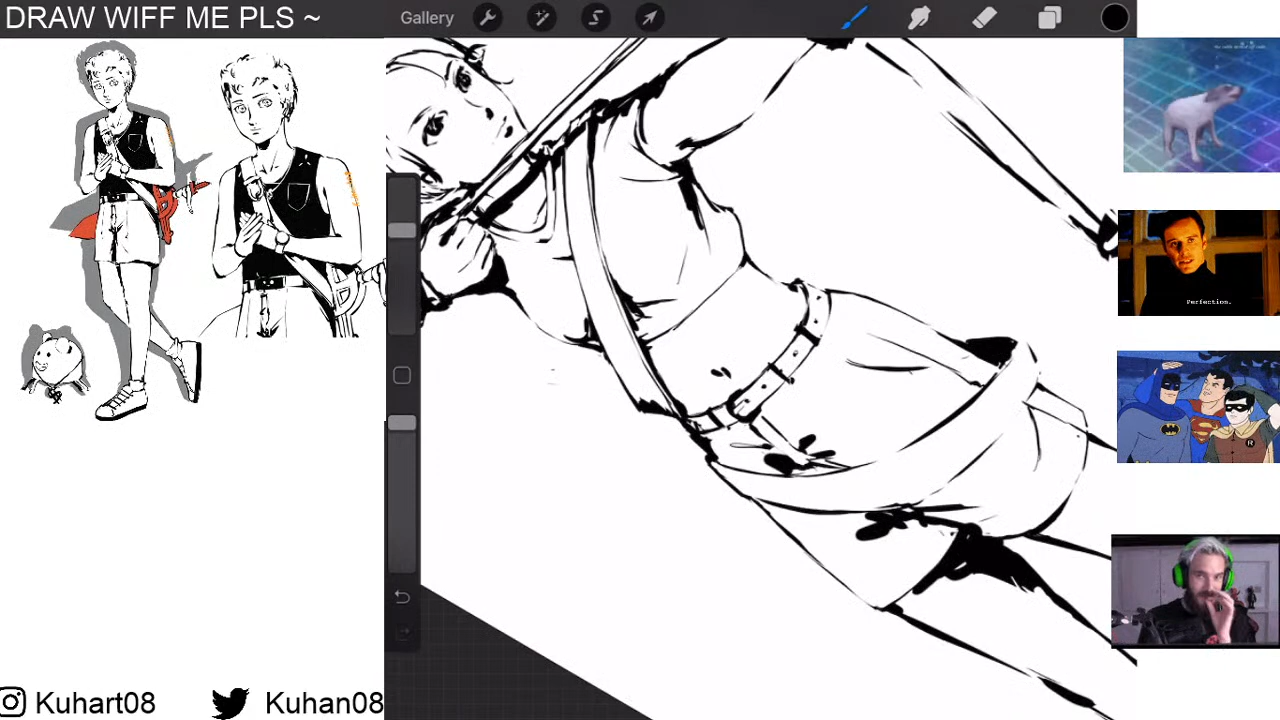 DRAW WIFF ME PLS ~
Gallery
Perfection.
Kuhart08
Kuhan08